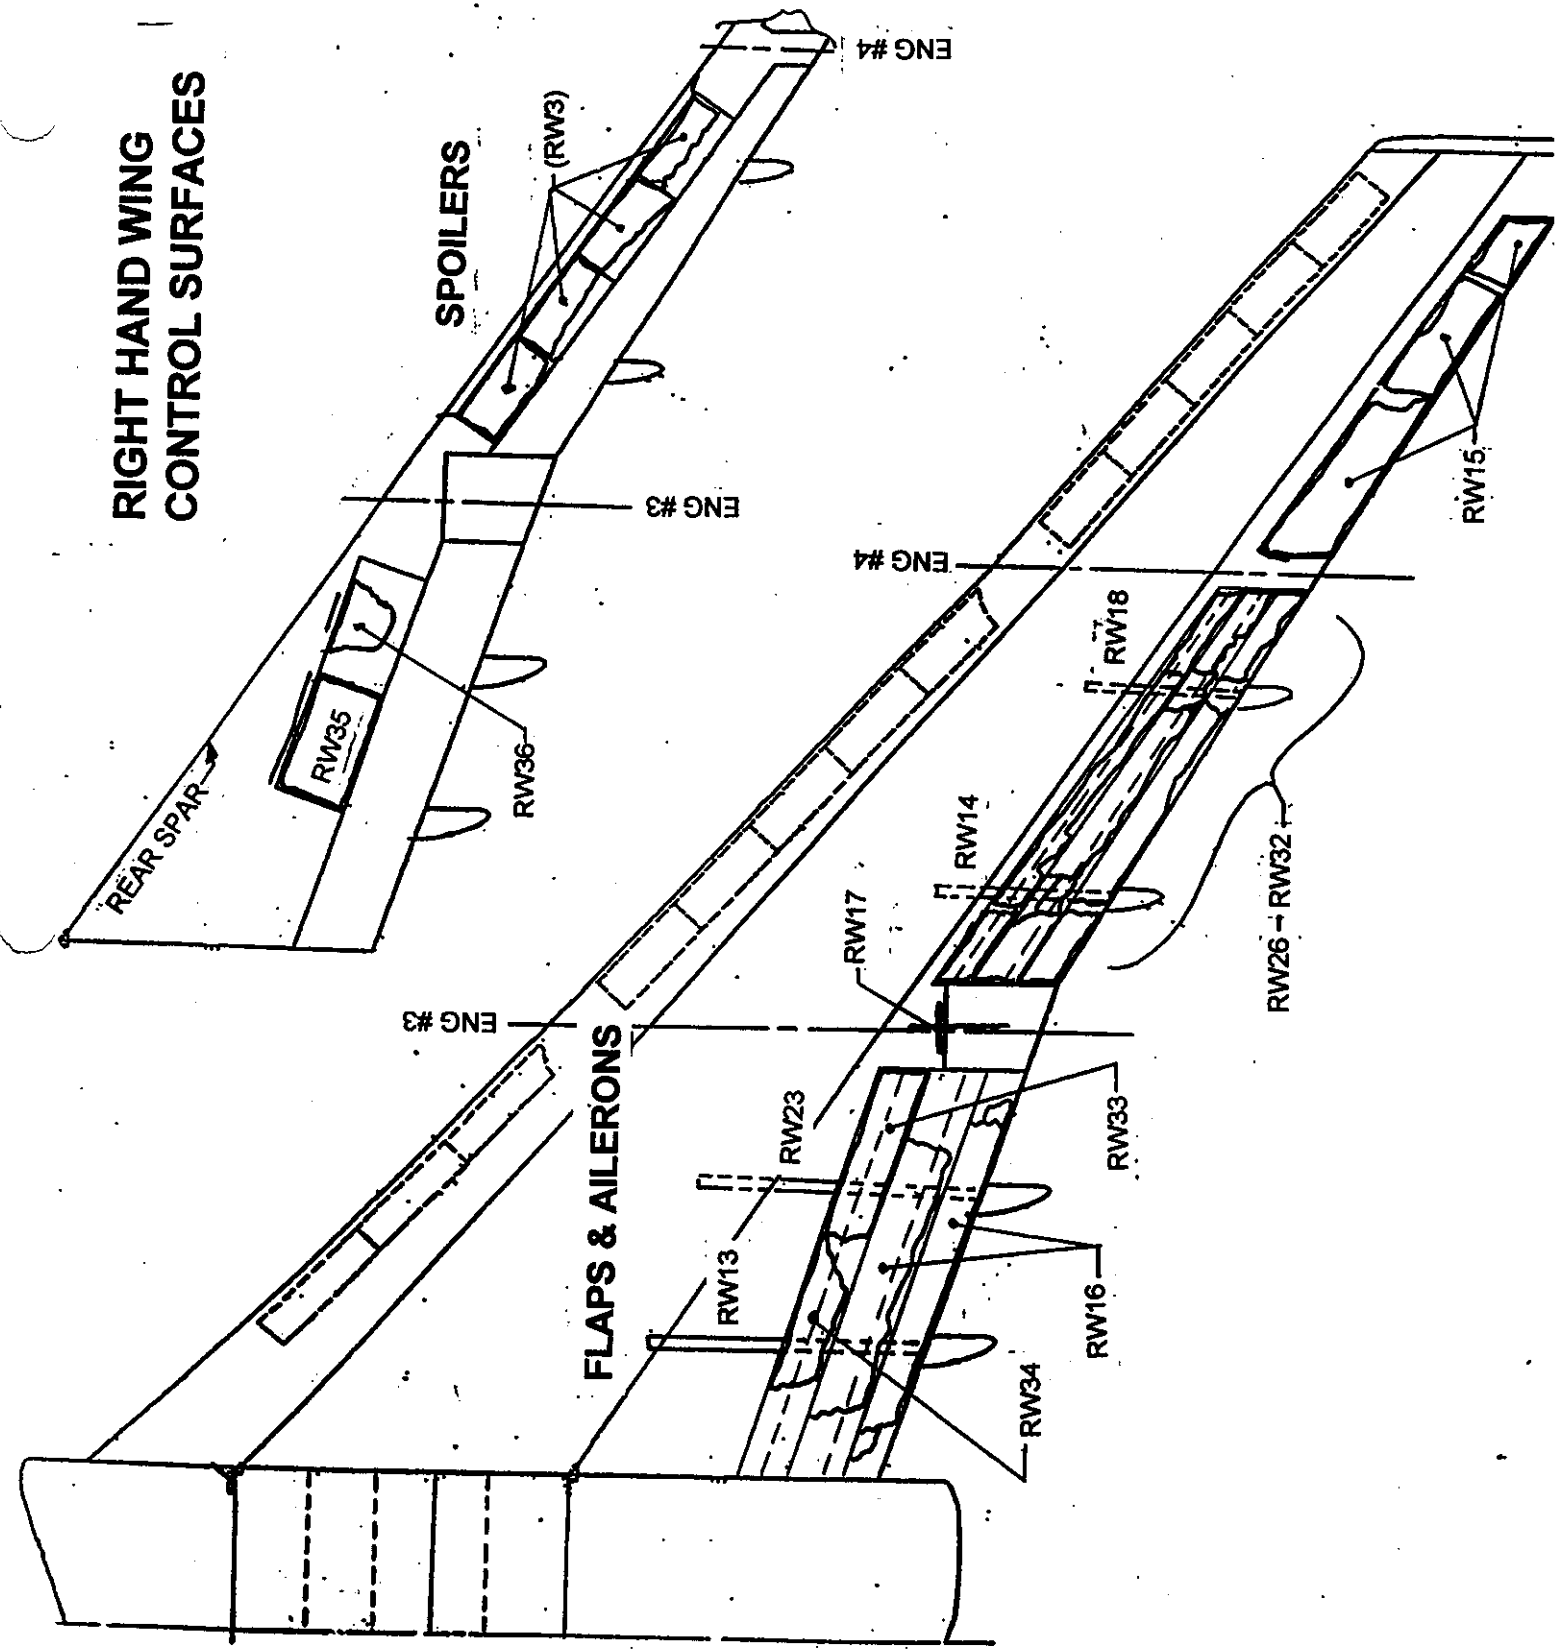 RIGHT HAND WING
CONTROL SURFACES
SPOILERS
(RW3)
ENG #4
ENG #3
REAR SPAR
RW35
RW36
FLAPS & AILERONS
ENG #3
ENG #4
RW13
RW23
RW17
RW14
RW18
RW34
RW16
RW33
RW26 → RW32
RW15